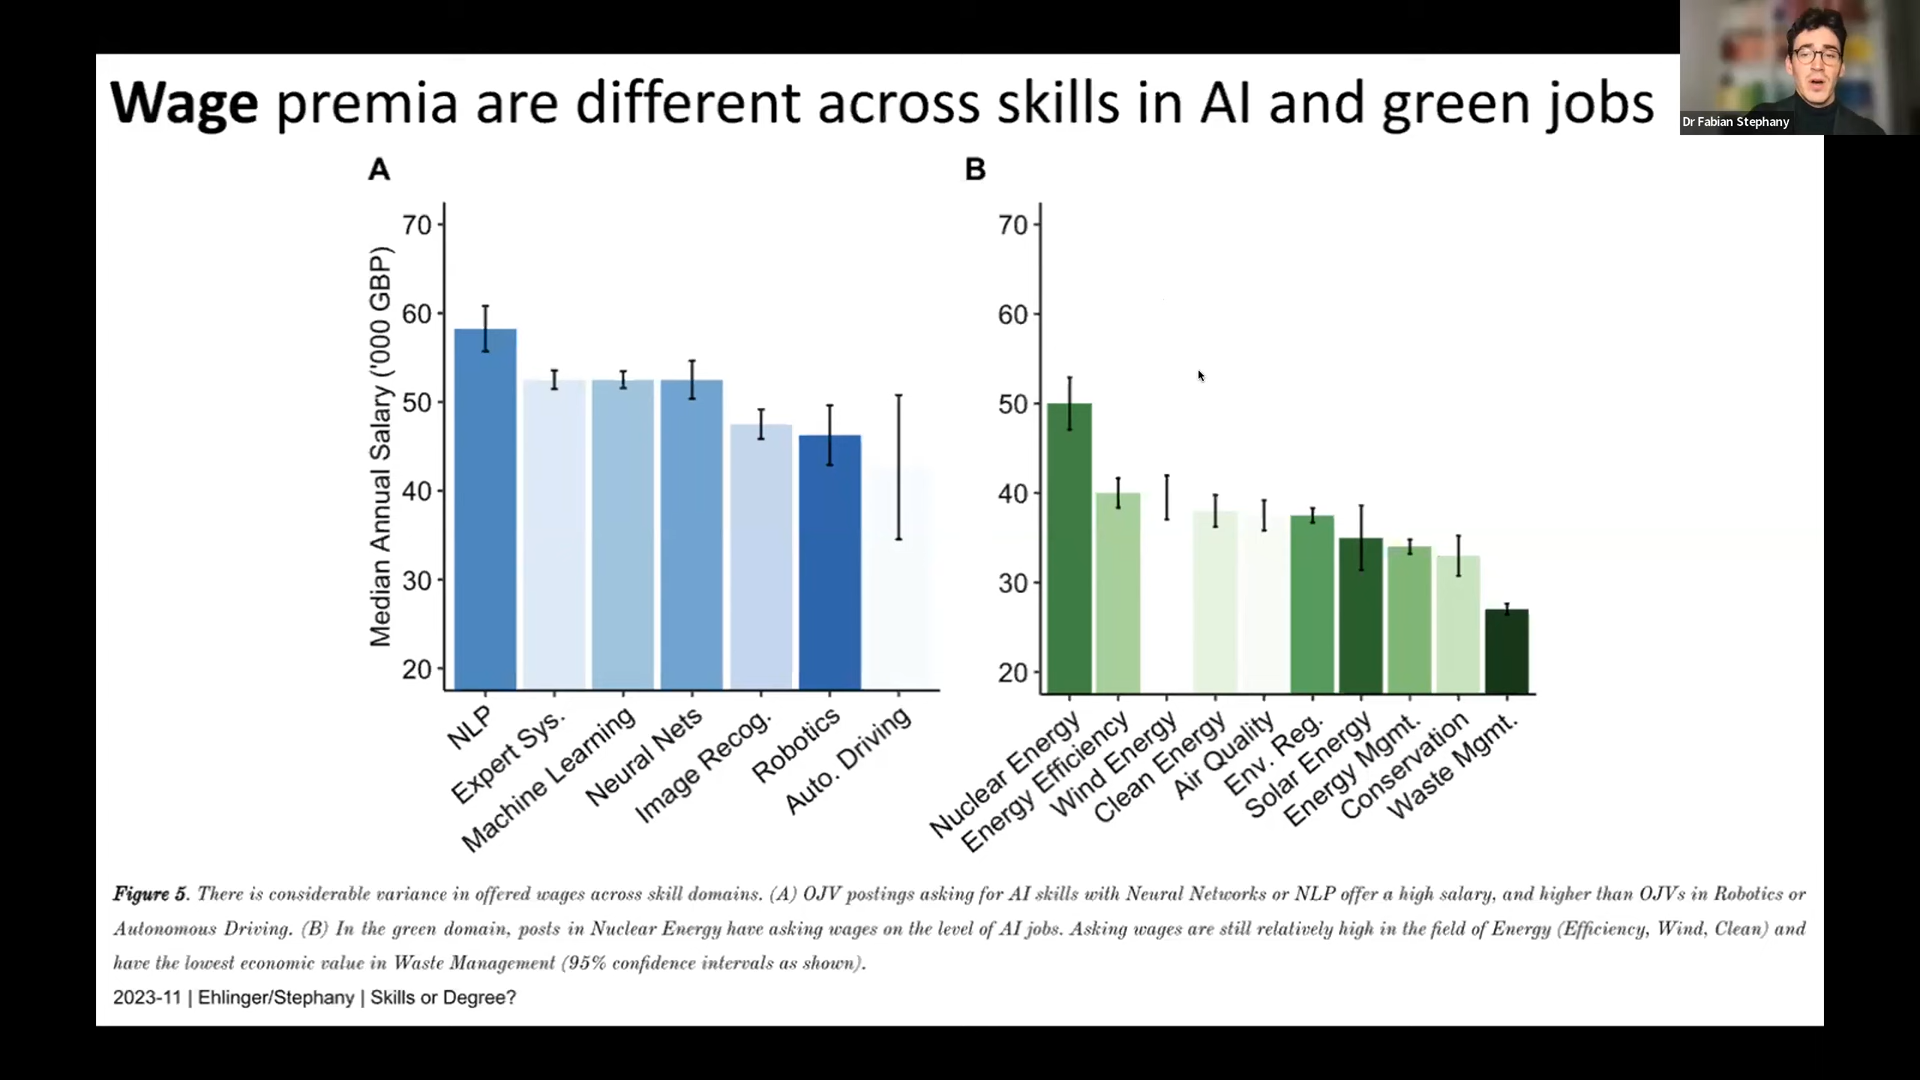 Wage premia are different across skills in AI and green jobs
Dr Fabian Stephany
A
B
Median Annual Salary ('000 GBP)
70
60
50
40
30
20
NLP
Expert Sys.
Machine Learning
Neural Nets
Image Recog.
Robotics
Auto. Driving
70
60
50
40
30
20
Nuclear Energy
Energy Efficiency
Wind Energy
Clean Energy
Air Quality
Env. Reg.
Solar Energy
Energy Mgmt.
Conservation
Waste Mgmt.
Figure 5. There is considerable variance in offered wages across skill domains. (A) OJV postings asking for AI skills with Neural Networks or NLP offer a high salary, and higher than OJVs in Robotics or
Autonomous Driving. (B) In the green domain, posts in Nuclear Energy have asking wages on the level of AI jobs. Asking wages are still relatively high in the field of Energy (Efficiency, Wind, Clean) and
have the lowest economic value in Waste Management (95% confidence intervals as shown).
2023-11 | Ehlinger/Stephany | Skills or Degree?